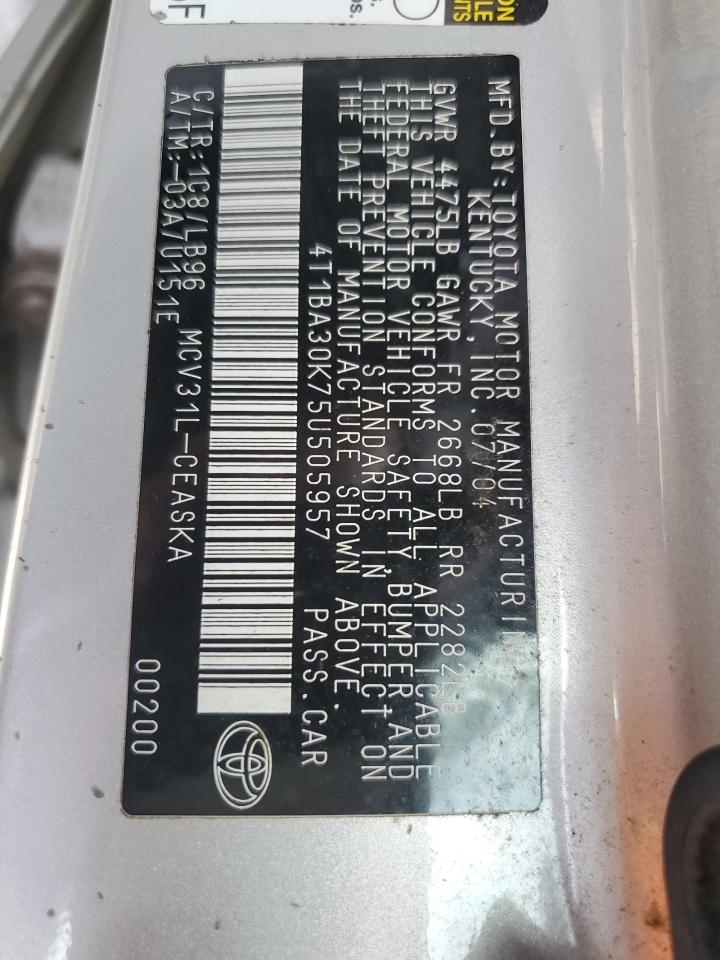 MFD.BY:TOYOTA MOTOR MANUFACTURING
KENTUCKY,INC.07/04
GVWR 4475LB GAWR FR 2668LB RR 2282LB
THIS VEHICLE CONFORMS TO ALL APPLICABLE
FEDERAL MOTOR VEHICLE SAFETY,BUMPER,AND
THEFT PREVENTION STANDARDS IN EFFECT ON
THE DATE OF MANUFACTURE SHOWN ABOVE.
4T1BA30K75U505957 PASS.CAR
C/TR:1C8/LB96 MCV31L-CEASKA
A/TM:-03A/U151E 00200